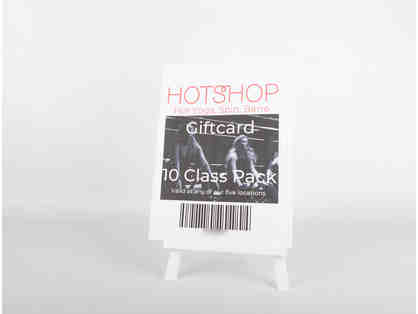 HOTSHOP
Hot Yoga, Spin, Barre
Giftcard
10 Class Pack
Valid at any of our five locations